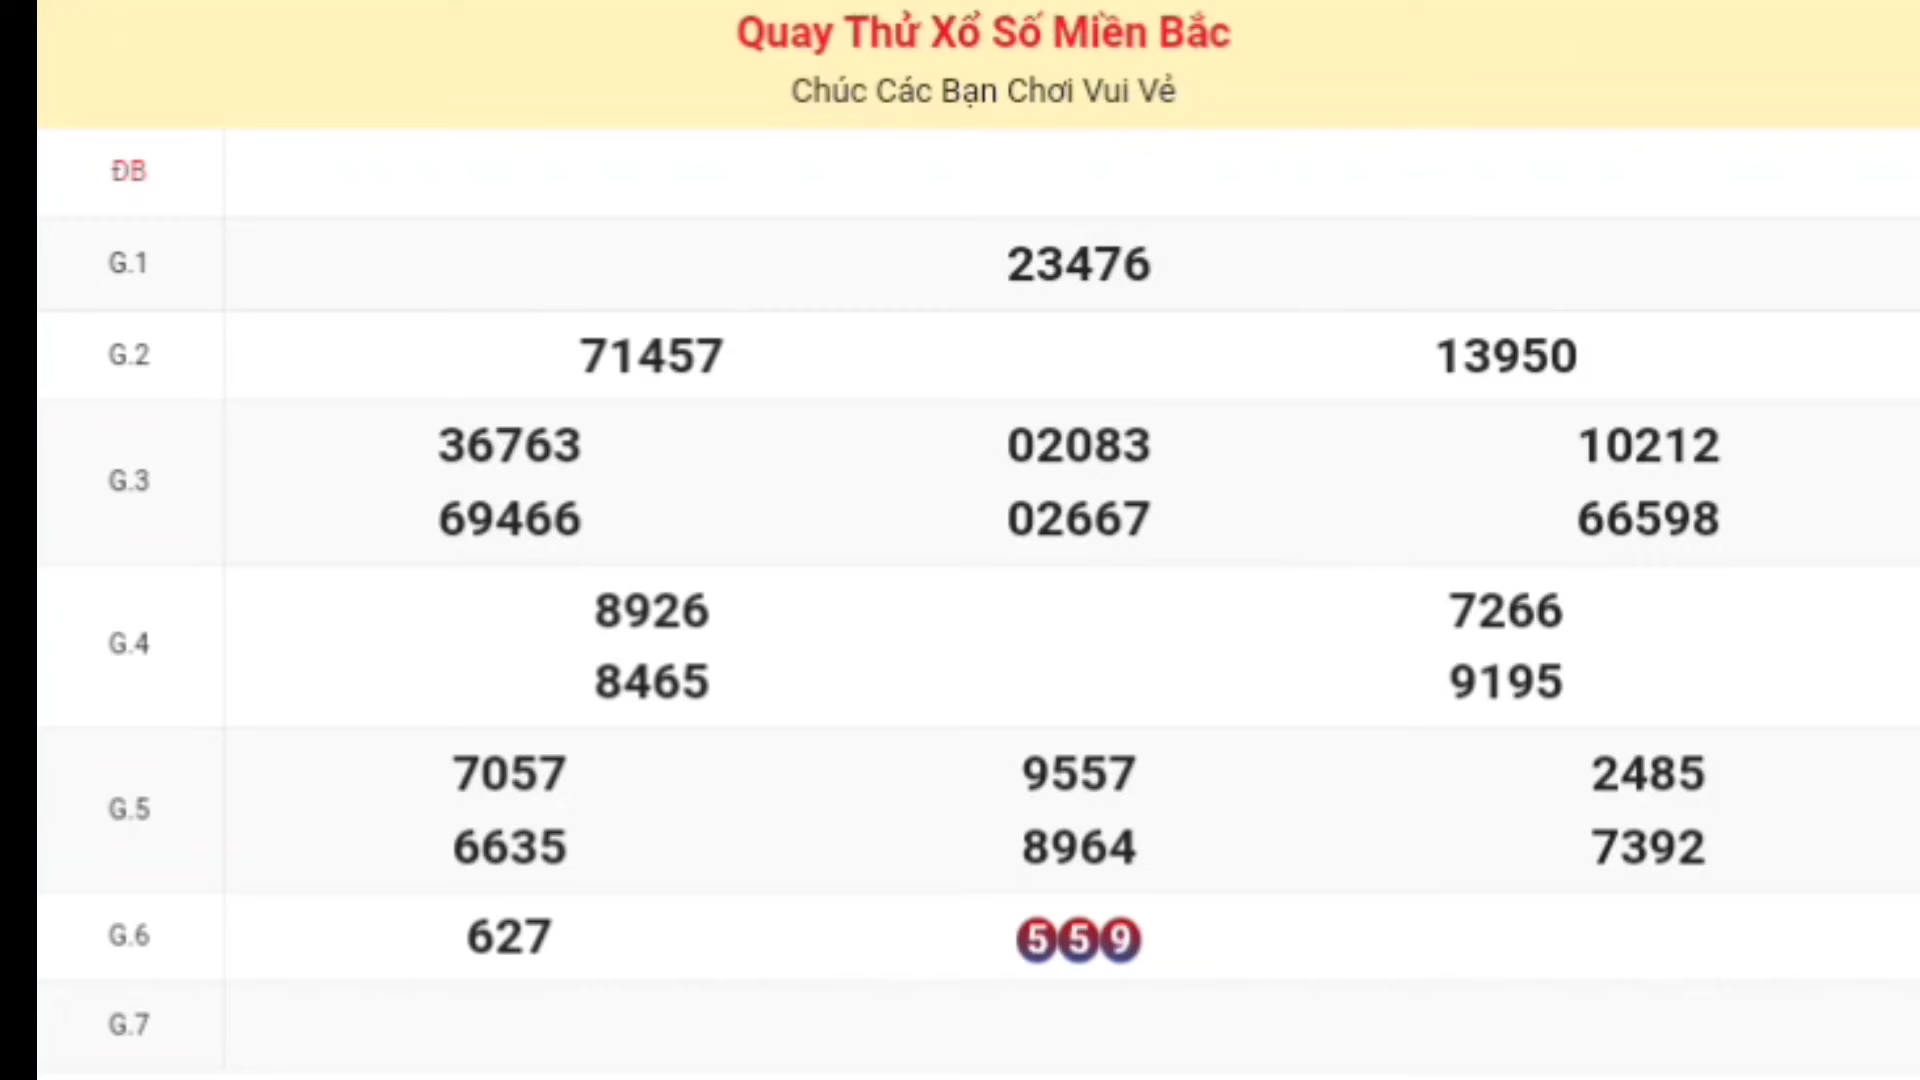 Quay Thử Xổ Số Miền Bắc
Chúc Các Bạn Chơi Vui Vẻ
ĐB
G.1 23476
G.2 71457 13950
G.3 36763 02083 10212
69466 02667 66598
G.4 8926 7266
8465 9195
G.5 7057 9557 2485
6635 8964 7392
G.6 627 559
G.7